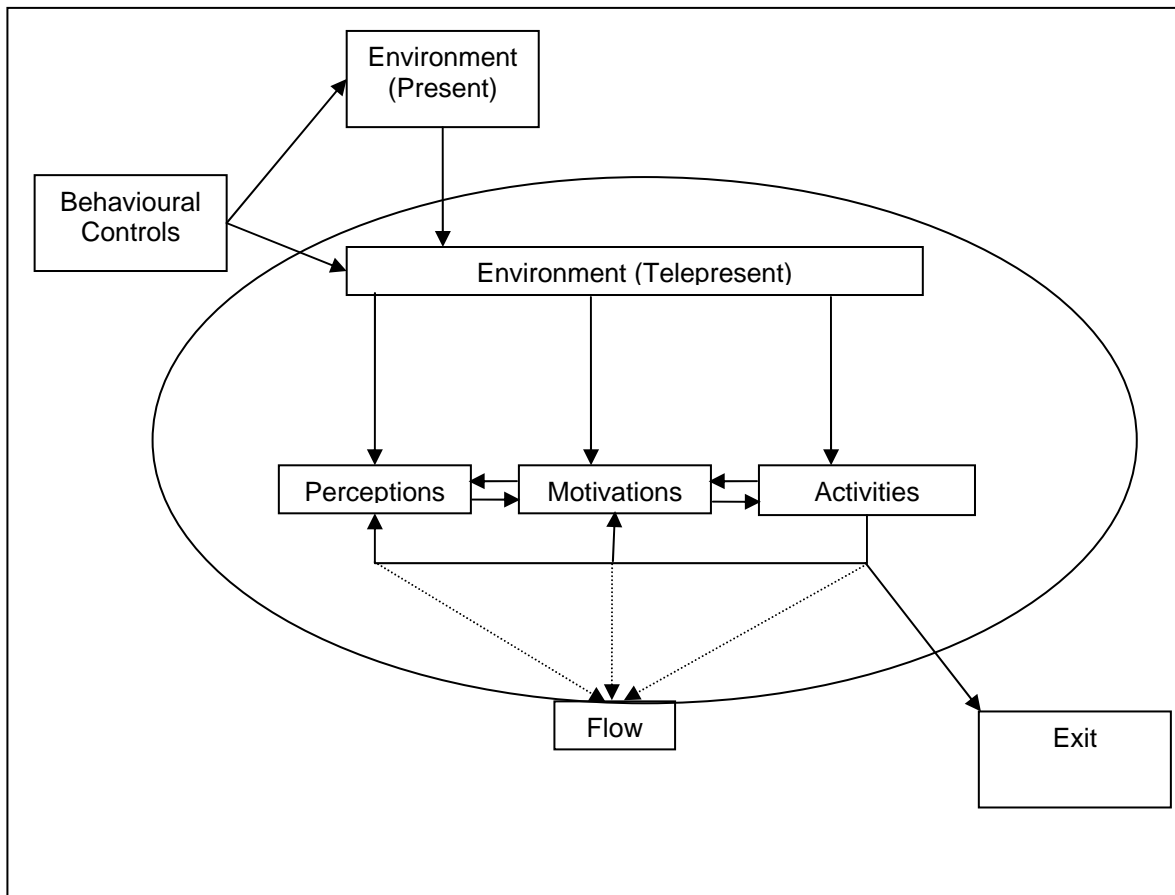 Environment
(Present)
Behavioural
Controls
Environment (Telepresent)
Perceptions
Motivations
Activities
Flow
Exit